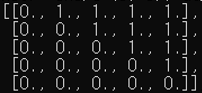 [[0., 1., 1., 1., 1.],
[0., 0., 1., 1., 1.],
[0., 0., 0., 1., 1.],
[0., 0., 0., 0., 1.],
[0., 0., 0., 0., 0.]]